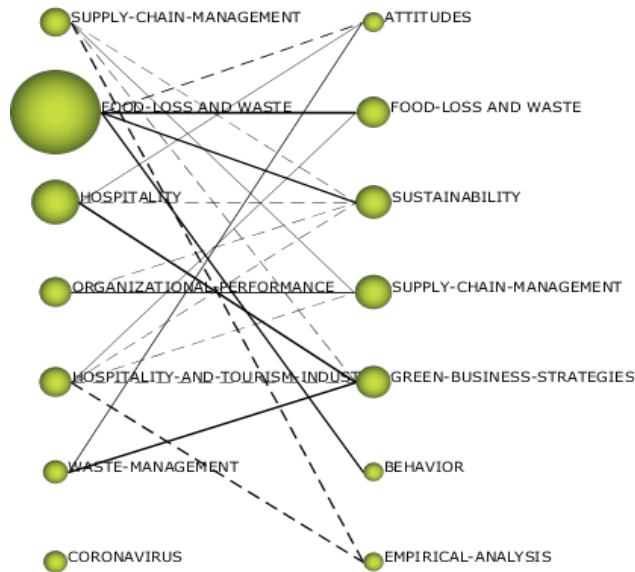 SUPPLY-CHAIN-MANAGEMENT
ATTITUDES
FOOD-LOSS AND WASTE
FOOD-LOSS AND WASTE
HOSPITALITY
SUSTAINABILITY
ORGANIZATIONAL-PERFORMANCE
SUPPLY-CHAIN-MANAGEMENT
HOSPITALITY-AND-TOURISM-INDUST
GREEN-BUSINESS-STRATEGIES
WASTE-MANAGEMENT
BEHAVIOR
CORONAVIRUS
EMPIRICAL-ANALYSIS